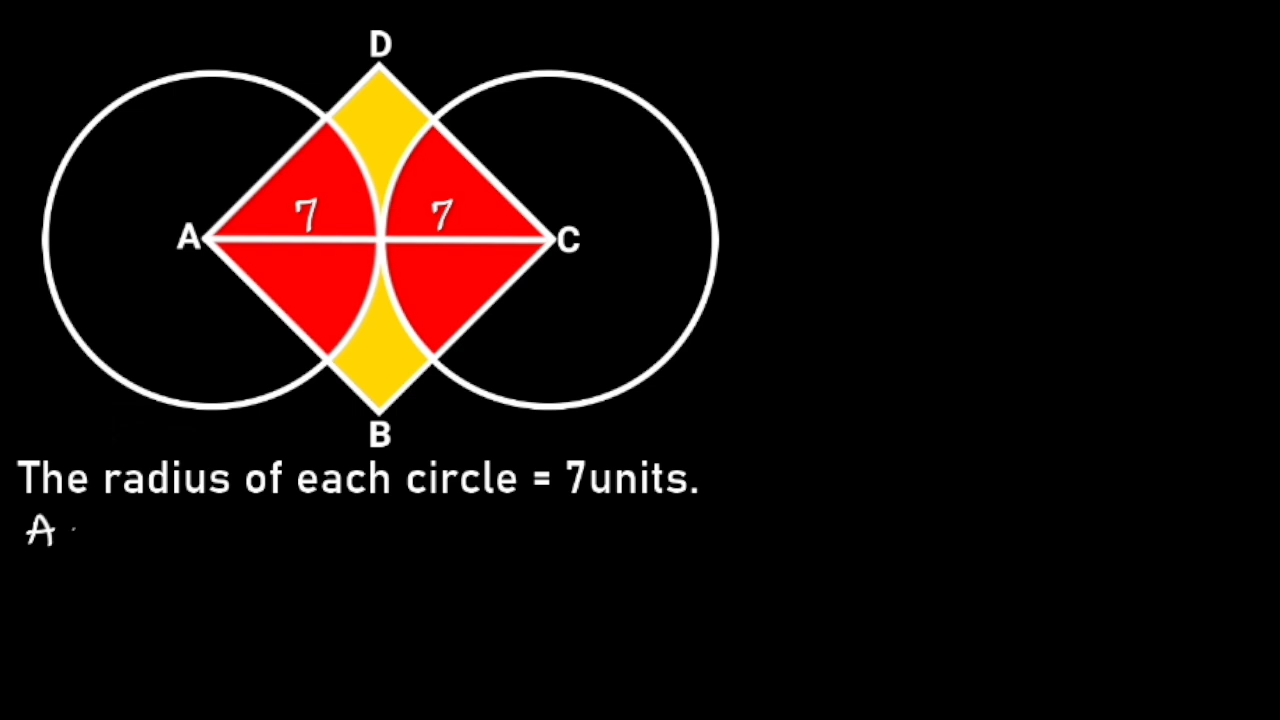 D
7 7
A C
B
The radius of each circle = 7units.
A